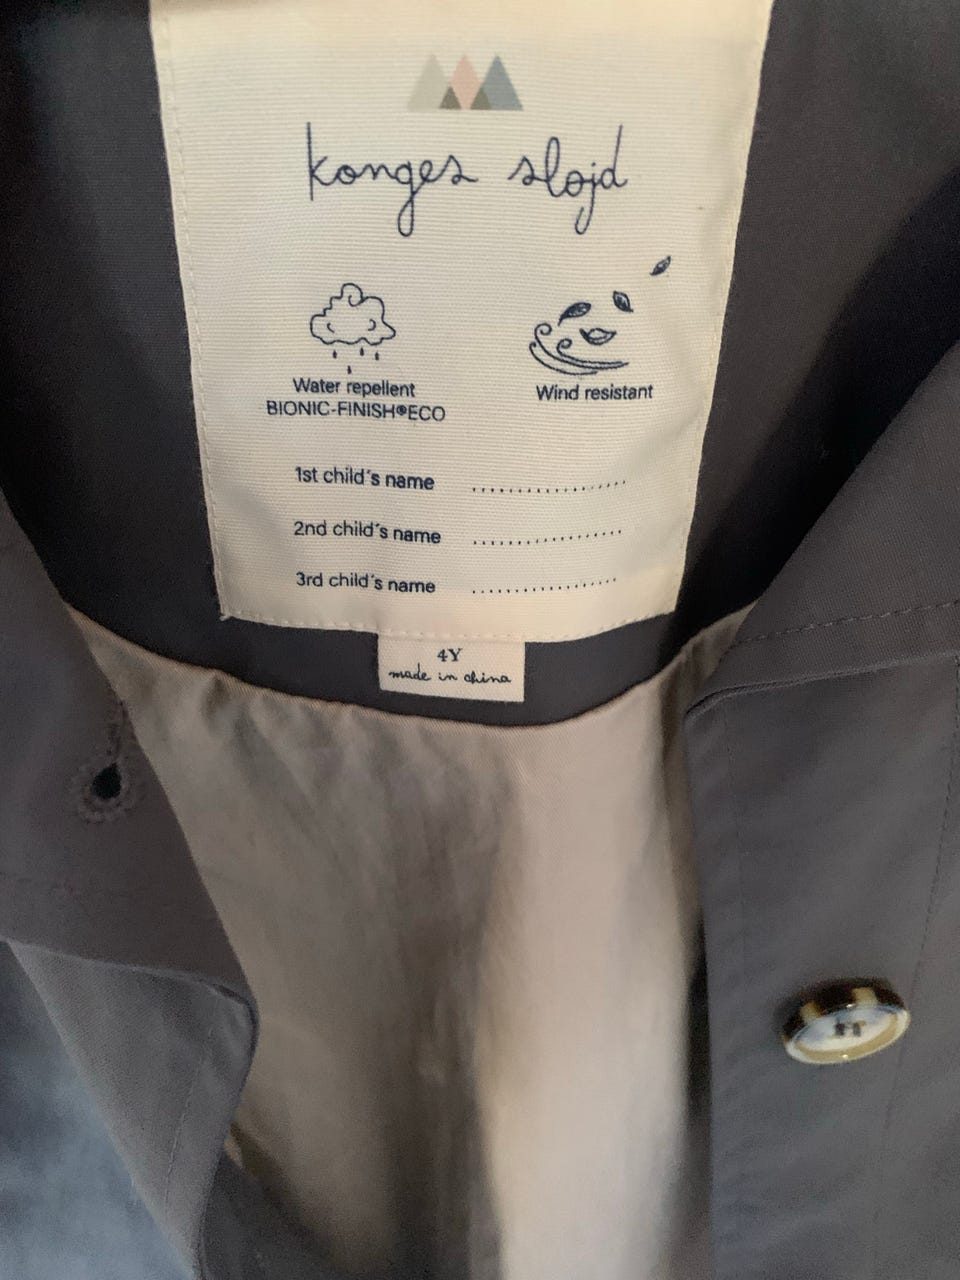 konges slojd
Water repellent
BIONIC-FINISH®ECO
Wind resistant
1st child's name ..................
2nd child's name ..................
3rd child's name ..................
4Y
made in china